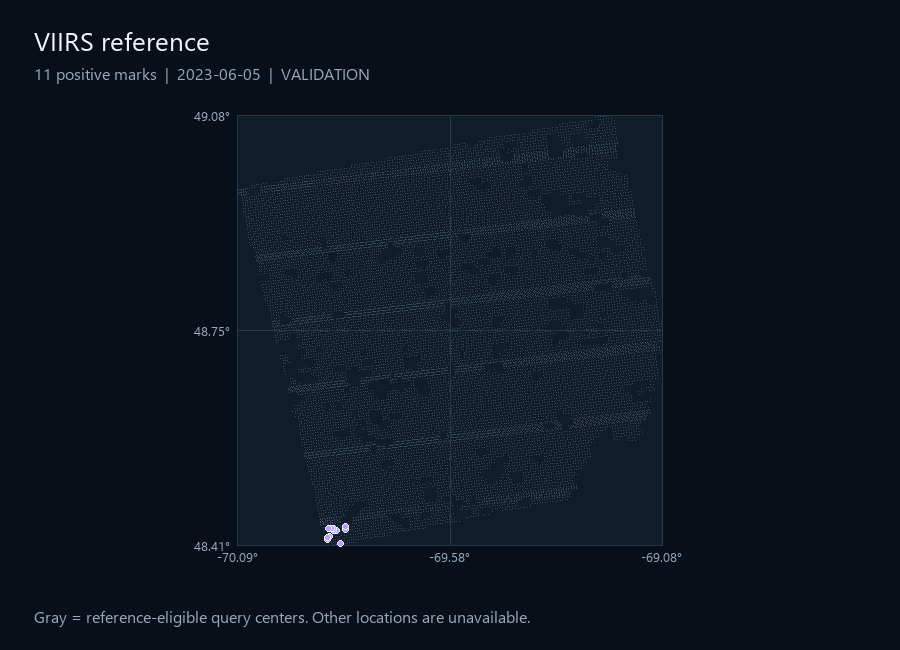 VIIRS reference
11 positive marks | 2023-06-05 | VALIDATION
49.08°
48.75°
48.41°
-70.09°
-69.58°
-69.08°
Gray = reference-eligible query centers. Other locations are unavailable.